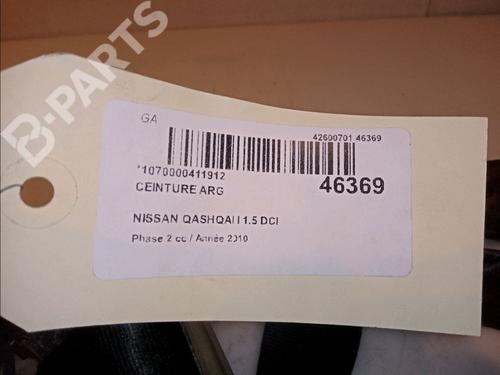 B-PARTS
GA
42600701 46369
*1070000411912
CEINTURE ARG
46369
NISSAN QASHQAI I 1.5 DCI
Phase 2 cc / Année 2010